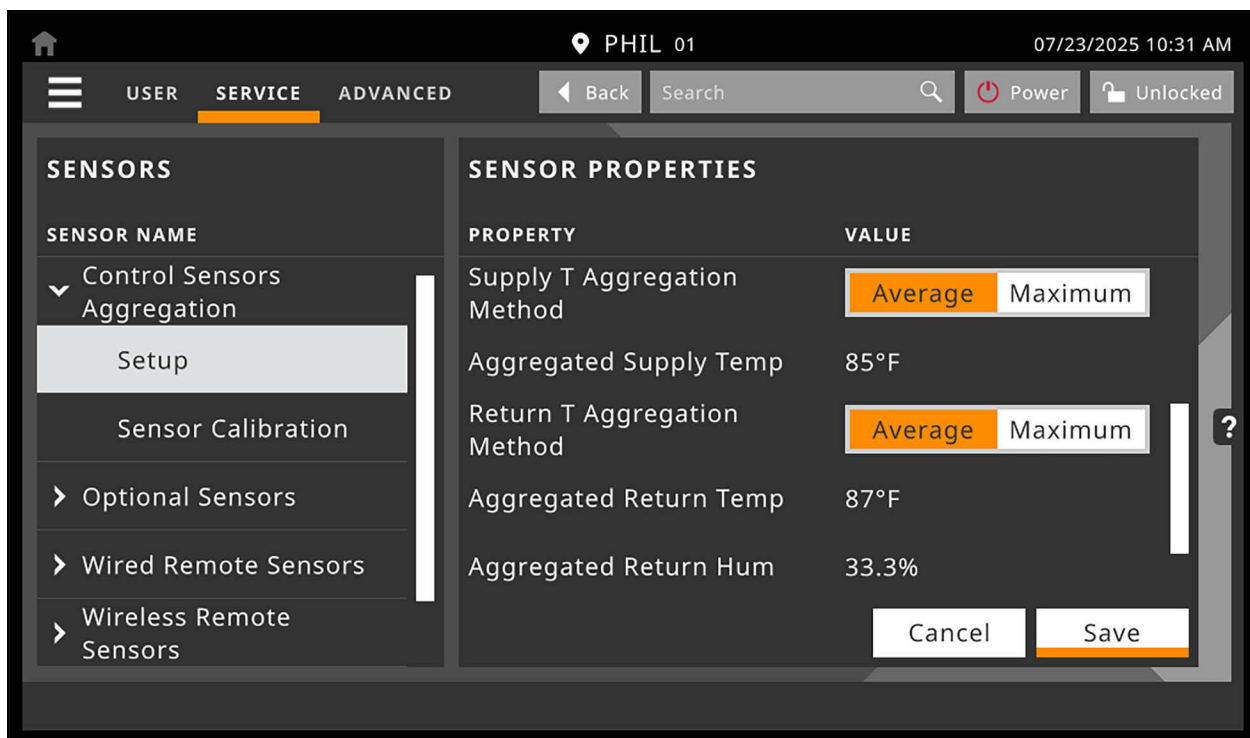 PHIL 01
07/23/2025 10:31 AM
USER SERVICE ADVANCED
Back
Search
Power
Unlocked
SENSORS
SENSOR NAME
Control Sensors
Aggregation
Setup
Sensor Calibration
Optional Sensors
Wired Remote Sensors
Wireless Remote
Sensors
SENSOR PROPERTIES
PROPERTY VALUE
Supply T Aggregation
Method
Average Maximum
Aggregated Supply Temp 85°F
Return T Aggregation
Method
Average Maximum
Aggregated Return Temp 87°F
Aggregated Return Hum 33.3%
Cancel Save
?